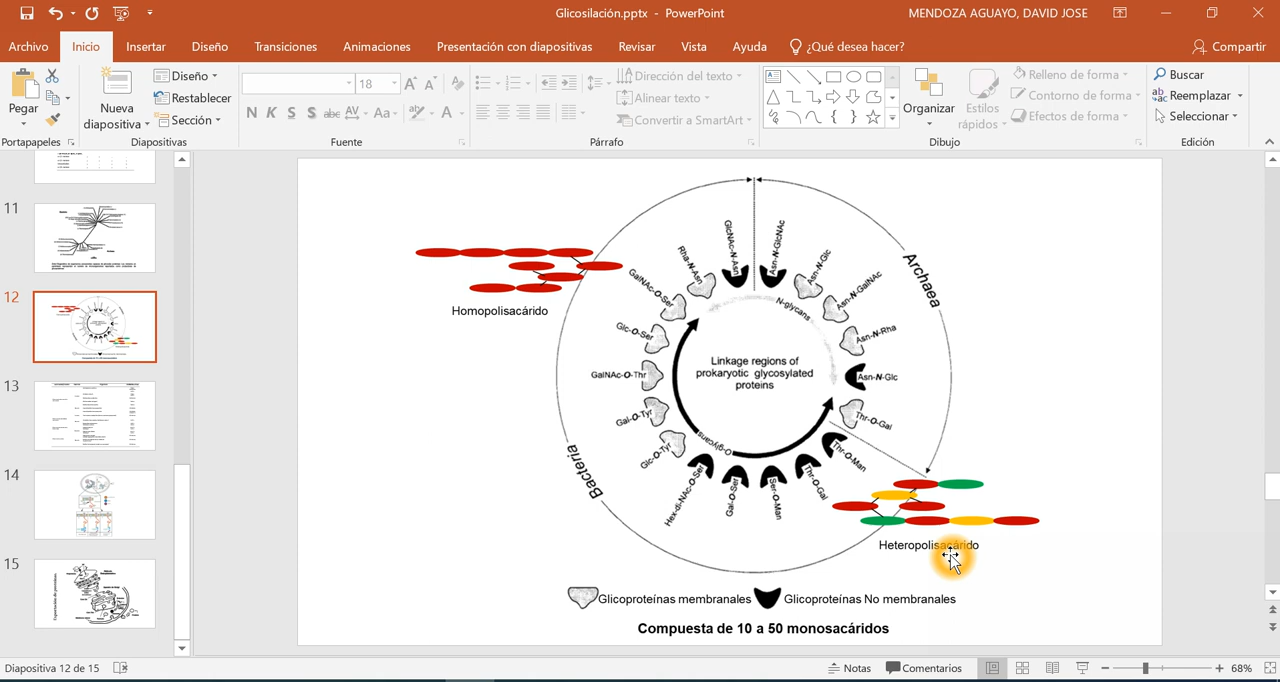 Glicosilación.pptx - PowerPoint
MENDOZA AGUAYO, DAVID JOSE
Archivo
Inicio
Insertar
Diseño
Transiciones
Animaciones
Presentación con diapositivas
Revisar
Vista
Ayuda
¿Qué desea hacer?
Compartir
Pegar
Nueva
diapositiva
Diseño
Restablecer
Sección
18
N K S S abc AV Aa
A
Dirección del texto
Alinear texto
Convertir a SmartArt
Organizar
Estilos
rápidos
Relleno de forma
Contorno de forma
Efectos de forma
Buscar
Reemplazar
Seleccionar
Portapapeles
Diapositivas
Fuente
Párrafo
Dibujo
Edición
11
12
13
14
15
Homopolisacárido
Archaea
Bacteria
GlcNAc-N-Asn
Asn-N-GlcNAc
Rha-N-Asn
Asn-N-Glc
GalNAc-O-Ser
Asn-N-GalNAc
Glc-O-Ser
Asn-N-Rha
GalNAc-O-Thr
Asn-N-Glc
Gal-O-Tyr
Thr-O-Gal
Glc-O-Tyr
Thr-O-Man
Hex-di-NAc-O-Ser
Gal-O-Ser
Ser-O-Man
Thr-O-Gal
N-glycans
O-glycans
Linkage regions of
prokaryotic glycosylated
proteins
Heteropolisacárido
Glicoproteínas membranales
Glicoproteínas No membranales
Compuesta de 10 a 50 monosacáridos
Diapositiva 12 de 15
Notas
Comentarios
68%